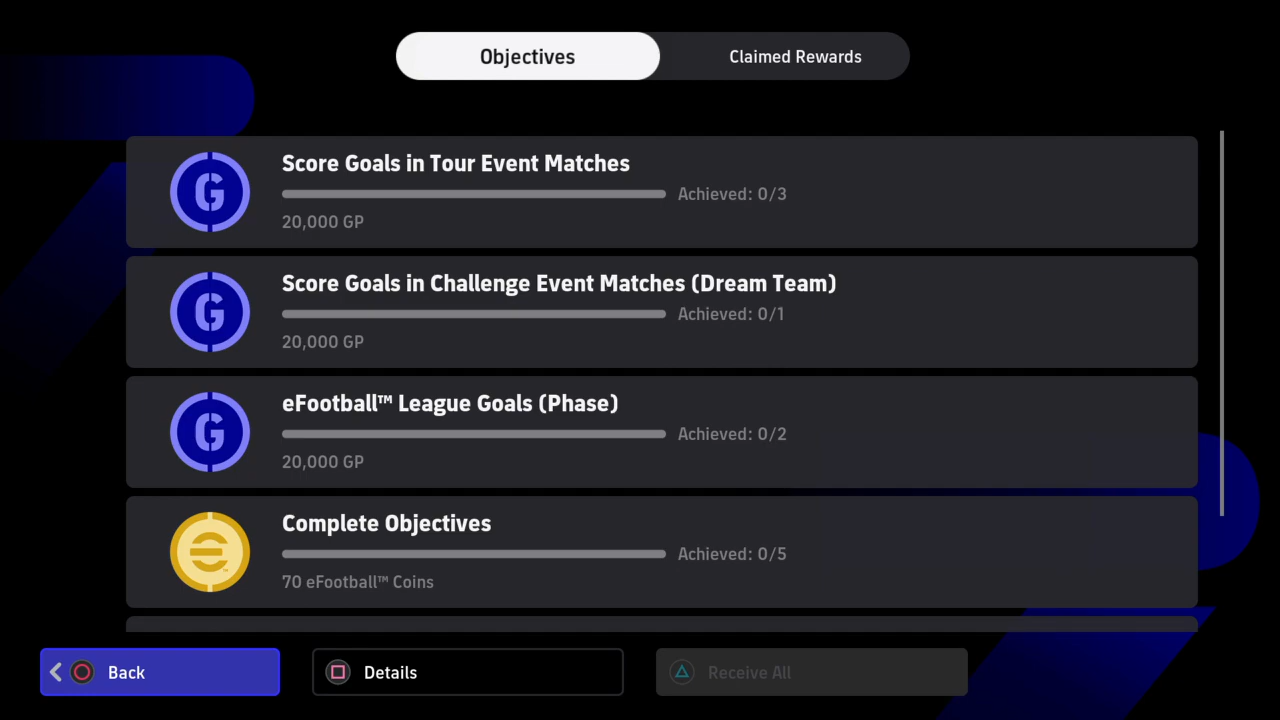 Objectives
Claimed Rewards
Score Goals in Tour Event Matches
Achieved: 0/3
20,000 GP
Score Goals in Challenge Event Matches (Dream Team)
Achieved: 0/1
20,000 GP
eFootball™ League Goals (Phase)
Achieved: 0/2
20,000 GP
Complete Objectives
Achieved: 0/5
70 eFootball™ Coins
Back
Details
Receive All